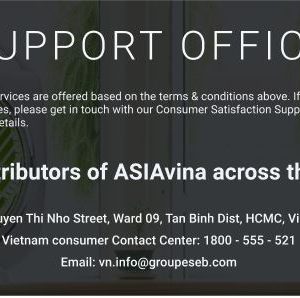 UPPORT OFFIC
rvices are offered based on the terms & conditions above. If
es, please get in touch with our Consumer Satisfaction Supp
etails.
tributors of ASIAvina across th
uyen Thi Nho Street, Ward 09, Tan Binh Dist, HCMC, Vi
Vietnam consumer Contact Center: 1800 - 555 - 521
Email: vn.info@groupeseb.com